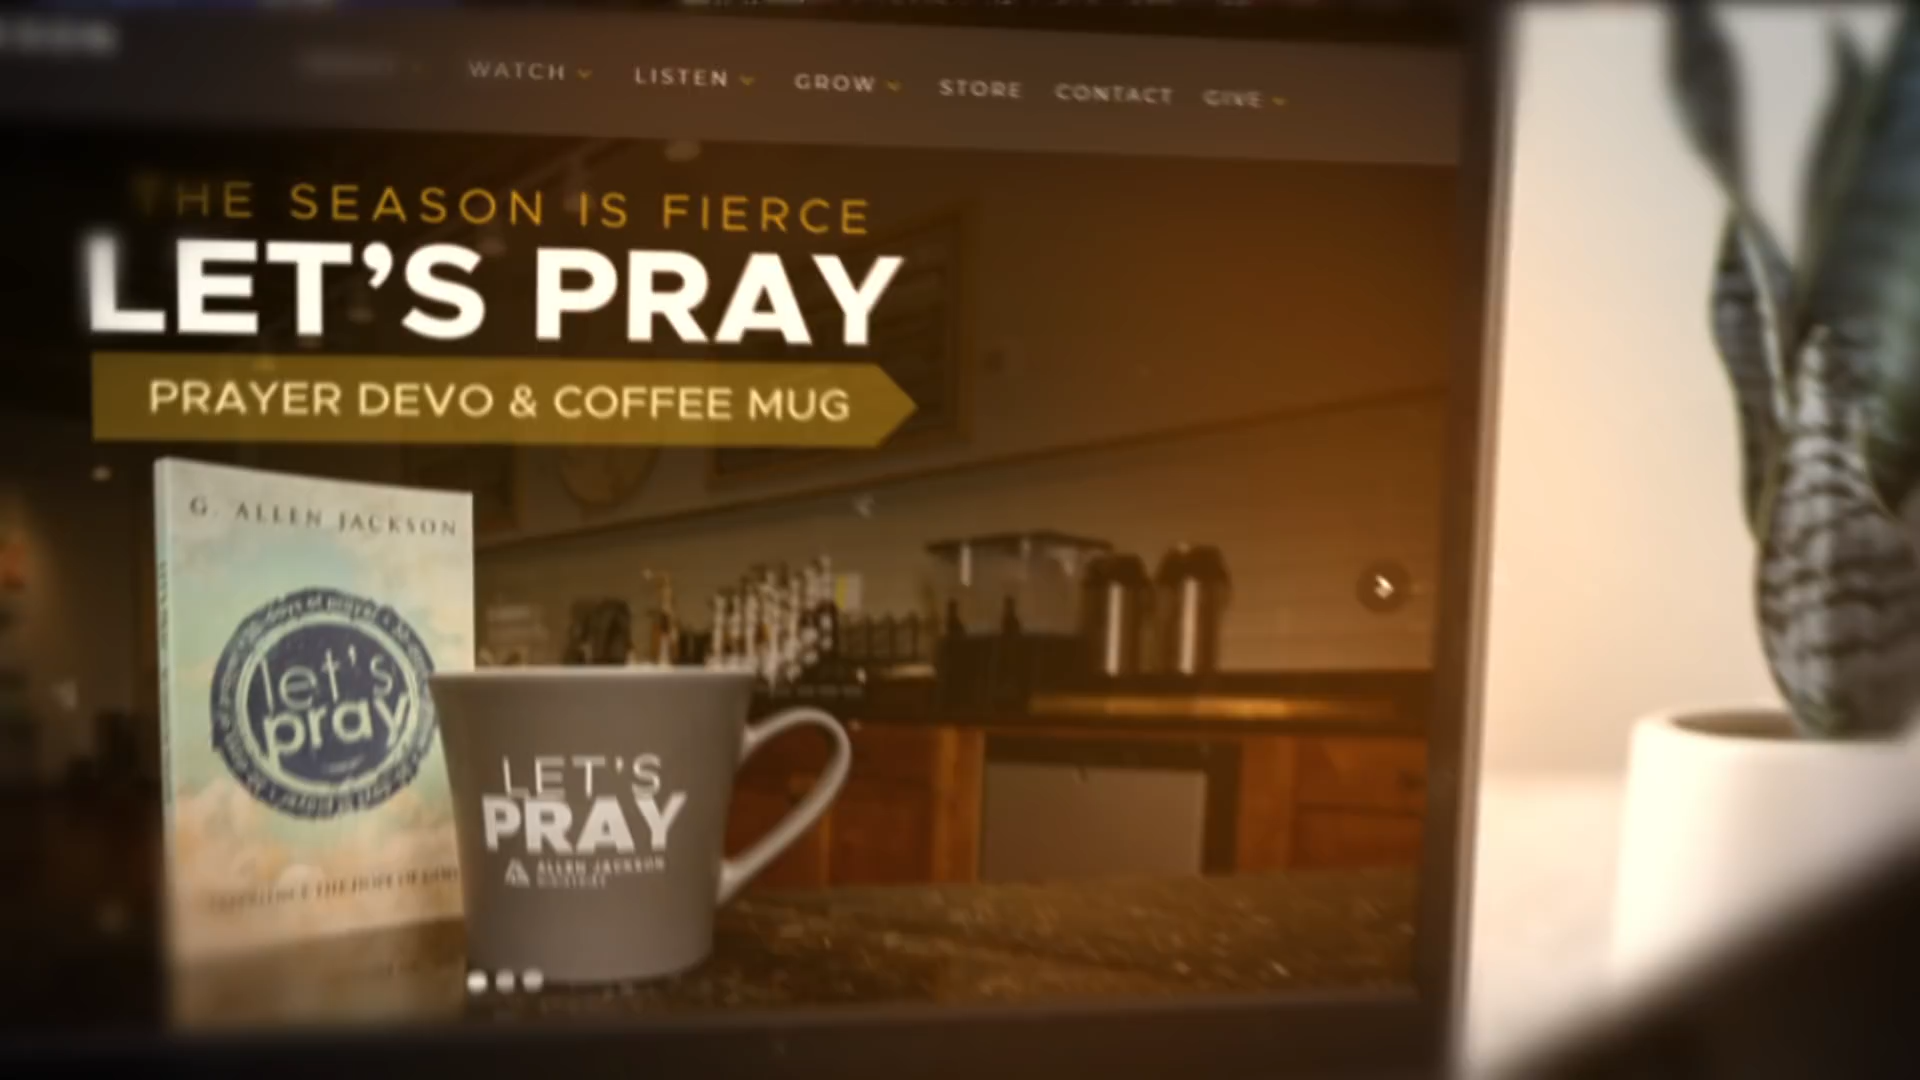 WATCH LISTEN GROW STORE CONTACT GIVE
THE SEASON IS FIERCE
LET'S PRAY
PRAYER DEVO & COFFEE MUG
G. ALLEN JACKSON
let's
pray
LET'S
PRAY
ALLEN JACKSON
MINISTRIES